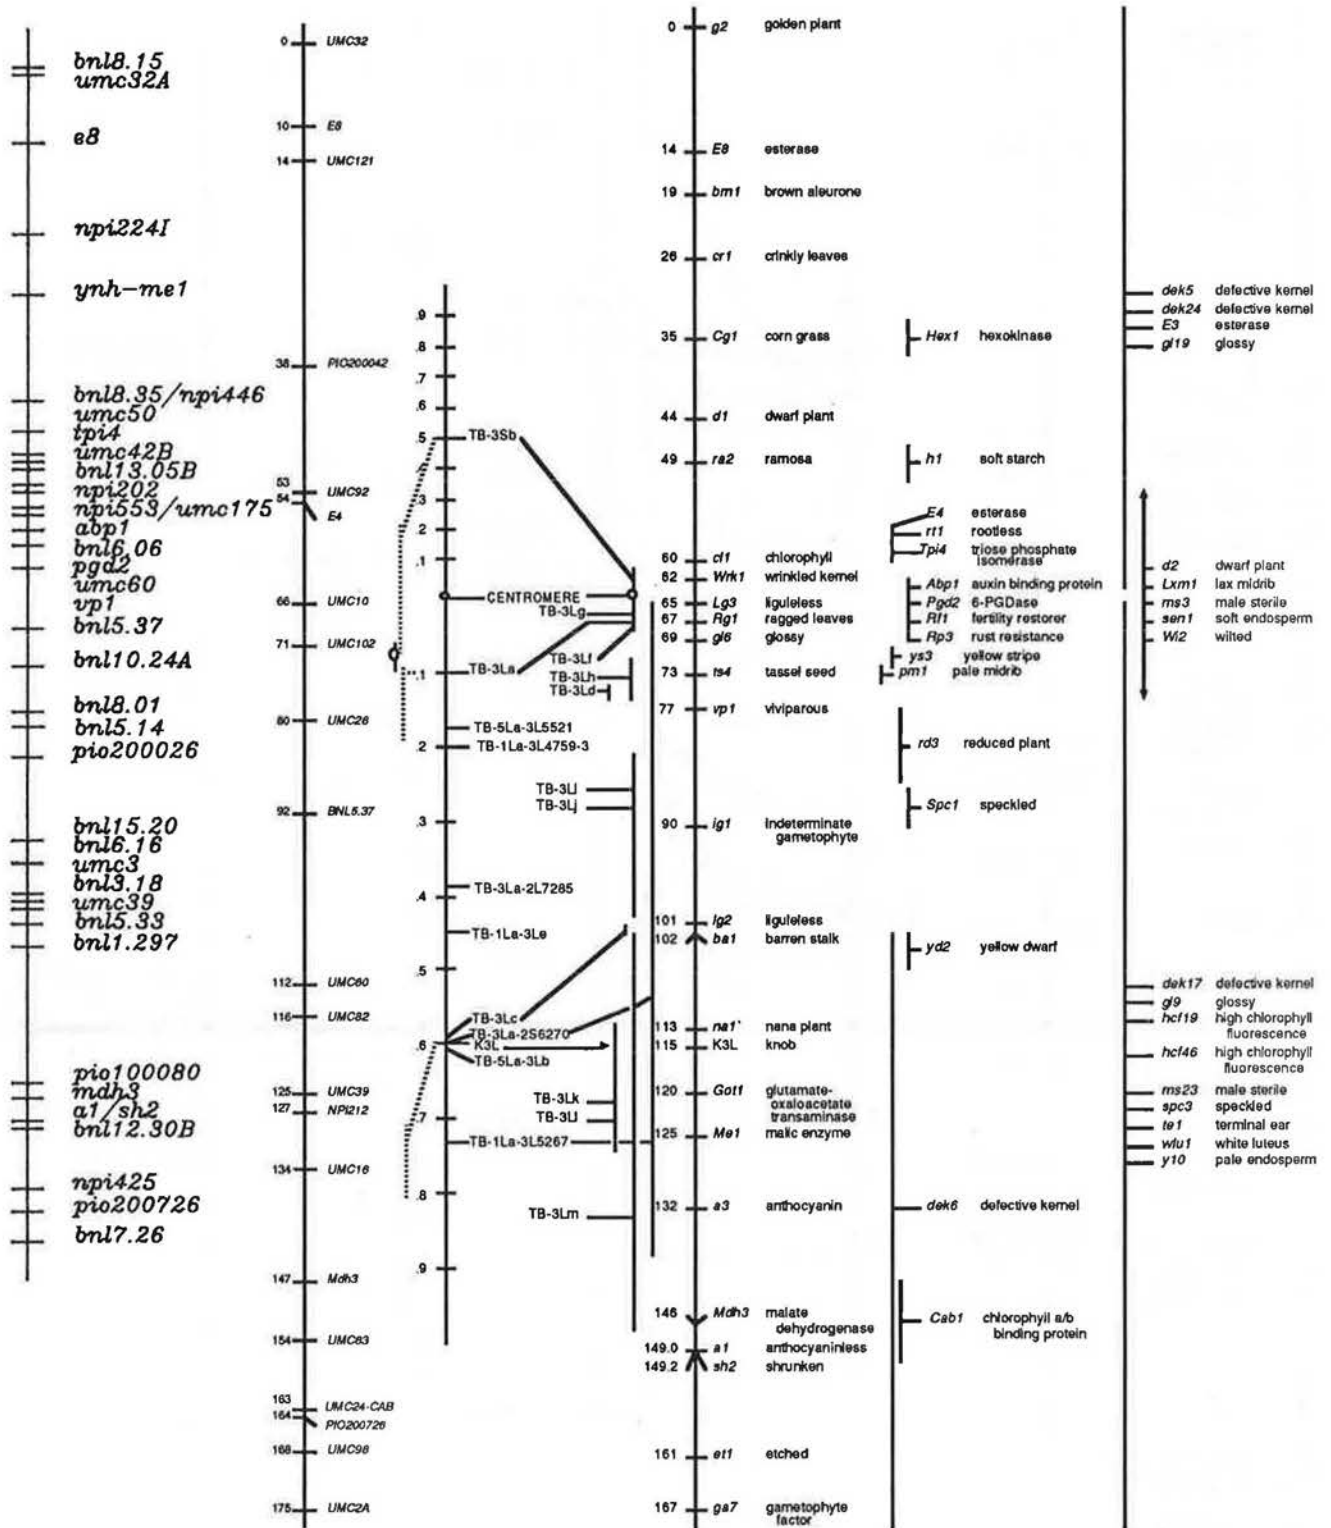 bnl8.15
umc32A
e8
npi224I
ynh-me1
bnl8.35/npi446
umc50
tpi4
umc42B
bnl13.05B
npi202
npi553/umc175
abp1
bnl6.06
pgd2
umc60
vp1
bnl5.37
bnl10.24A
bnl8.01
bnl5.14
pio200026
bnl15.20
bnl6.16
umc3
bnl3.18
umc39
bnl5.33
bnl1.297
pio100080
mdh3
a1/sh2
bnl12.30B
npi425
pio200726
bnl7.26
0 UMC32
10 E8
14 UMC121
38 PIO200042
53 UMC92
54 E4
66 UMC10
71 UMC102
80 UMC26
92 BNL5.37
112 UMC60
116 UMC82
125 UMC39
127 NPI212
134 UMC16
147 Mdh3
154 UMC63
163 UMC24-CAB
164 PIO200726
168 UMC96
175 UMC2A
.9
.8
.7
.6
.5 TB-3Sb
.4
.3
.2
.1
CENTROMERE
TB-3Lg
TB-3Lf
.1 TB-3La
TB-3Lh
TB-3Ld
TB-5La-3L5521
.2 TB-1La-3L4759-3
TB-3Li
TB-3Lj
.3
TB-3La-2L7285
.4
TB-1La-3Le
.5
TB-3Lc
TB-3La-2S6270
.6 K3L
TB-5La-3Lb
TB-3Lk
TB-3Ll
.7
TB-1La-3L5267
.8
TB-3Lm
.9
0 g2 golden plant
14 E8 esterase
19 bm1 brown aleurone
26 cr1 crinkly leaves
35 Cg1 corn grass
44 d1 dwarf plant
49 ra2 ramosa
60 cl1 chlorophyll
62 Wrk1 wrinkled kernel
65 Lg3 liguleless
67 Rg1 ragged leaves
69 gl6 glossy
73 ts4 tassel seed
77 vp1 viviparous
90 ig1 indeterminate
gametophyte
101 lg2 liguleless
102 ba1 barren stalk
113 na1 nana plant
115 K3L knob
120 Got1 glutamate-
oxaloacetate
transaminase
125 Me1 malic enzyme
132 a3 anthocyanin
146 Mdh3 malate
dehydrogenase
149.0 a1 anthocyaninless
149.2 sh2 shrunken
161 et1 etched
167 ga7 gametophyte
factor
Hex1 hexokinase
h1 soft starch
E4 esterase
rt1 rootless
Tpi4 triose phosphate
isomerase
Abp1 auxin binding protein
Pgd2 6-PGDase
Rf1 fertility restorer
Rp3 rust resistance
ys3 yellow stripe
pm1 pale midrib
rd3 reduced plant
Spc1 speckled
yd2 yellow dwarf
dek6 defective kernel
Cab1 chlorophyll a/b
binding protein
dek5 defective kernel
dek24 defective kernel
E3 esterase
gl19 glossy
d2 dwarf plant
Lxm1 lax midrib
ms3 male sterile
sen1 soft endosperm
Wi2 wilted
dek17 defective kernel
gl9 glossy
hcf19 high chlorophyll
fluorescence
hcf46 high chlorophyll
fluorescence
ms23 male sterile
spc3 speckled
te1 terminal ear
wlu1 white luteus
y10 pale endosperm